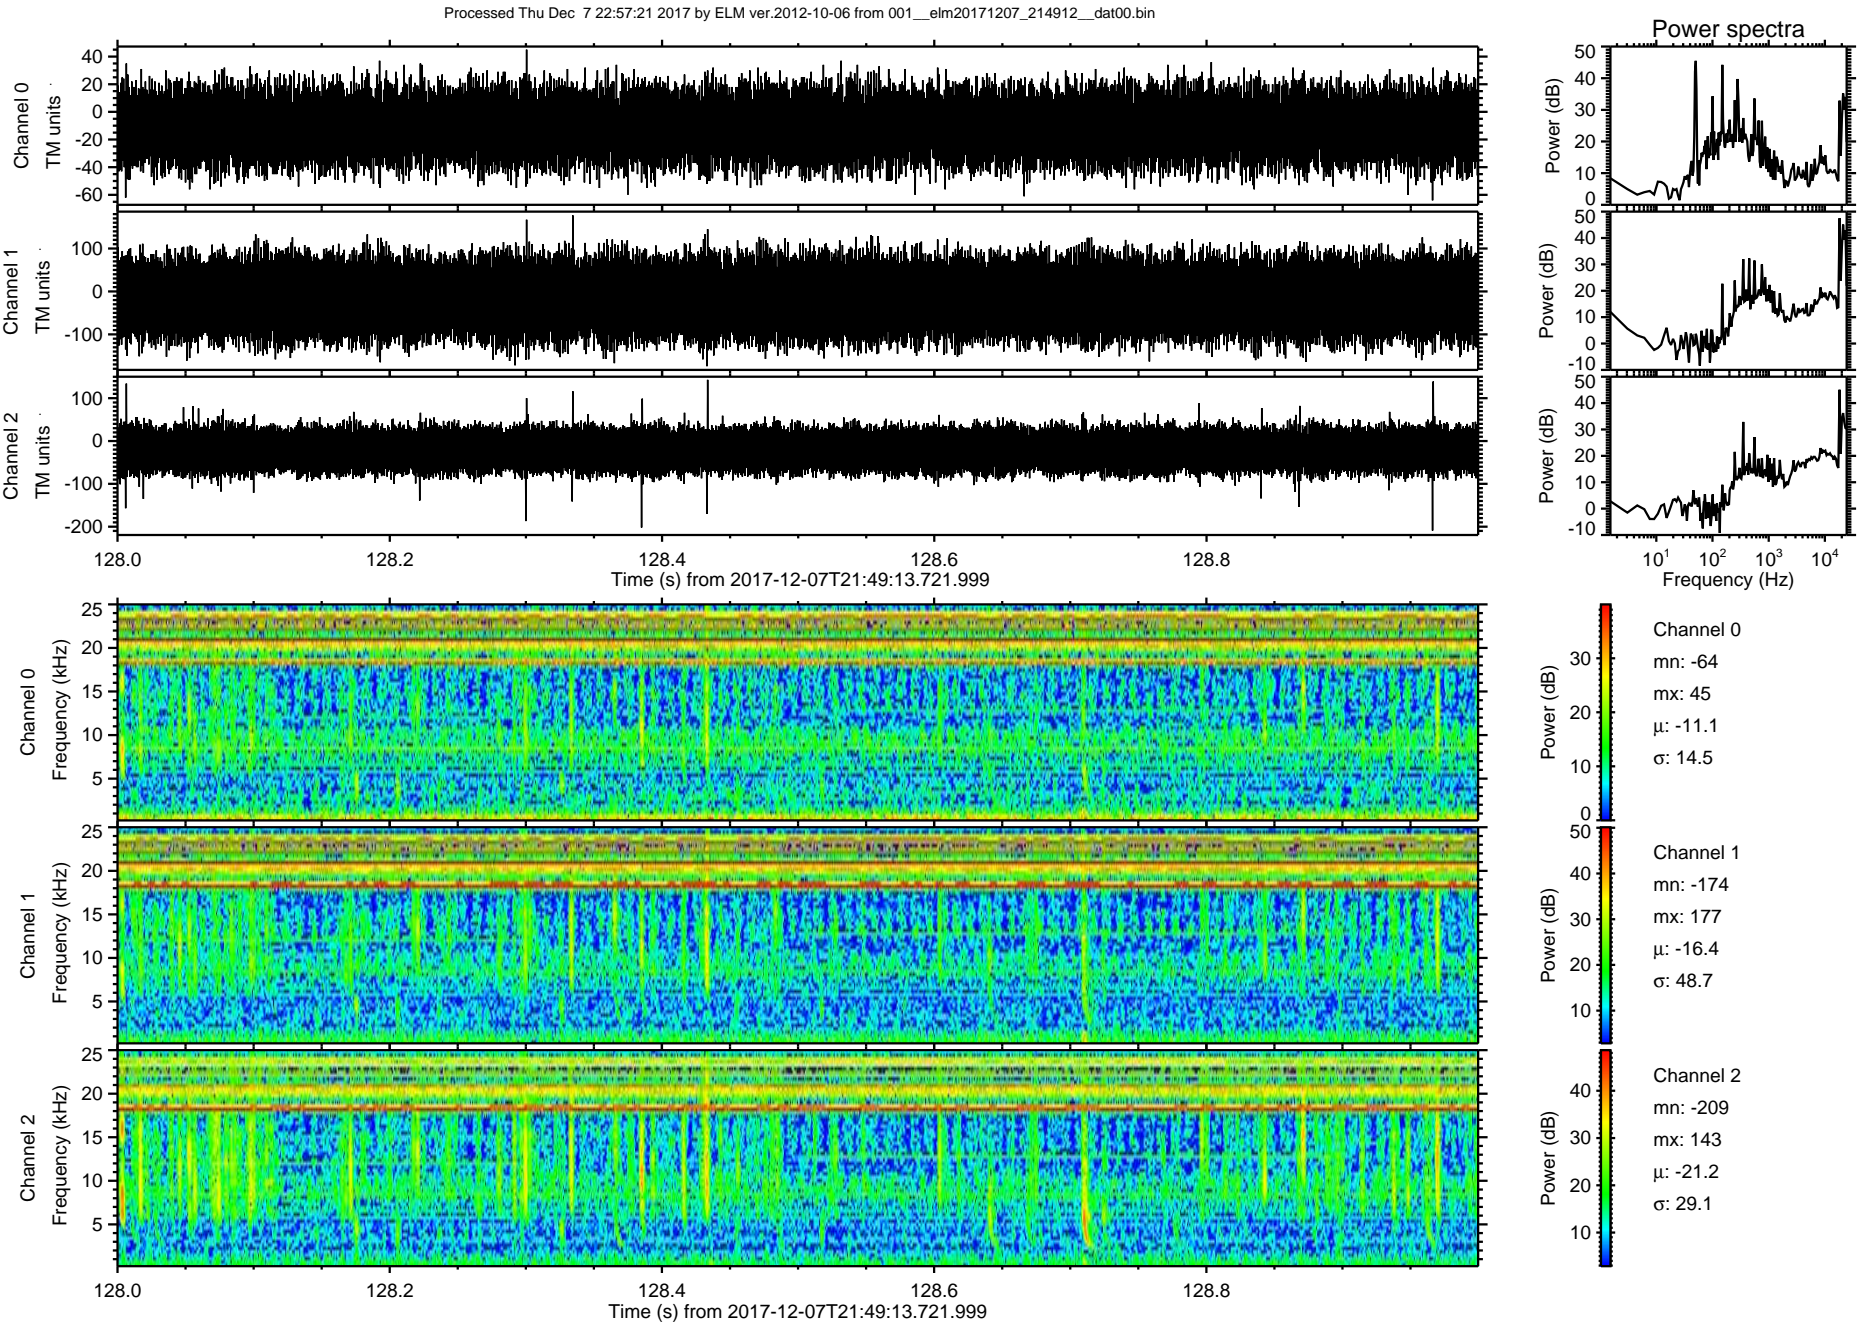 Processed Thu Dec 7 22:57:21 2017 by ELM ver.2012-10-06 from 001__elm20171207_214912__dat00.bin
Power spectra
Channel 0
TM units
40
20
0
-20
-40
-60
Power (dB)
50
40
30
20
10
0
Channel 1
TM units
100
0
-100
Power (dB)
50
40
30
20
10
0
-10
Channel 2
TM units
100
0
-100
-200
Power (dB)
50
40
30
20
10
0
-10
128.0 128.2 128.4 128.6 128.8
Time (s) from 2017-12-07T21:49:13.721.999
10¹ 10² 10³ 10⁴
Frequency (Hz)
Channel 0
Frequency (kHz)
25
20
15
10
5
Power (dB)
30
20
10
0
Channel 0
mn: -64
mx: 45
μ: -11.1
σ: 14.5
Channel 1
Frequency (kHz)
25
20
15
10
5
Power (dB)
50
40
30
20
10
Channel 1
mn: -174
mx: 177
μ: -16.4
σ: 48.7
Channel 2
Frequency (kHz)
25
20
15
10
5
Power (dB)
40
30
20
10
Channel 2
mn: -209
mx: 143
μ: -21.2
σ: 29.1
128.0 128.2 128.4 128.6 128.8
Time (s) from 2017-12-07T21:49:13.721.999